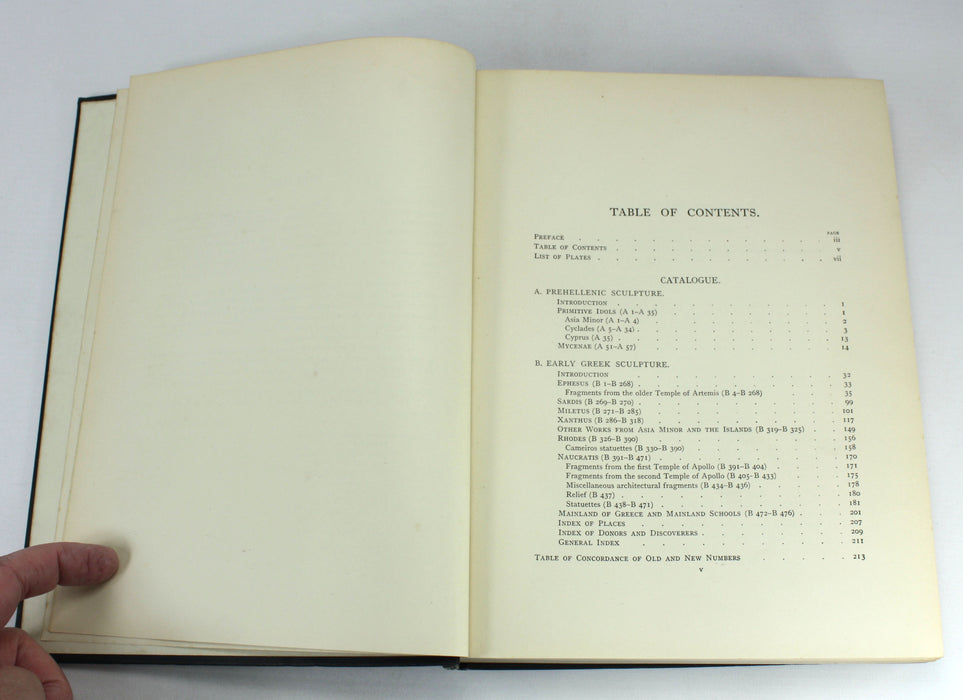 TABLE OF CONTENTS.
PAGE
PREFACE . . . . . . . . . . . . . iii
TABLE OF CONTENTS . . . . . . . . . . . . v
LIST OF PLATES . . . . . . . . . . . . . vii
CATALOGUE.
A. PREHELLENIC SCULPTURE.
INTRODUCTION . . . . . . . . . . . 1
PRIMITIVE IDOLS (A 1–A 35) . . . . . . . . . 1
Asia Minor (A 1–A 4) . . . . . . . . . 2
Cyclades (A 5–A 34) . . . . . . . . . . 3
Cyprus (A 35) . . . . . . . . . . . 13
MYCENAE (A 51–A 57) . . . . . . . . . 14
B. EARLY GREEK SCULPTURE.
INTRODUCTION . . . . . . . . . . 32
EPHESUS (B 1–B 268) . . . . . . . . . . 33
Fragments from the older Temple of Artemis (B 4–B 268) . . . 35
SARDIS (B 269–B 270) . . . . . . . . . . 99
MILETUS (B 271–B 285) . . . . . . . . . 101
XANTHUS (B 286–B 318) . . . . . . . . . . 117
OTHER WORKS FROM ASIA MINOR AND THE ISLANDS (B 319–B 325) . . 149
RHODES (B 326–B 390) . . . . . . . . . 156
Cameiros statuettes (B 330–B 390) . . . . . . . 158
NAUCRATIS (B 391–B 471) . . . . . . . . . 170
Fragments from the first Temple of Apollo (B 391–B 404) . . . . 171
Fragments from the second Temple of Apollo (B 405–B 433) . . . 175
Miscellaneous architectural fragments (B 434–B 436) . . . . . 178
Relief (B 437) . . . . . . . . . . . 180
Statuettes (B 438–B 471) . . . . . . . . . 181
MAINLAND OF GREECE AND MAINLAND SCHOOLS (B 472–B 476) . . . 201
INDEX OF PLACES . . . . . . . . . . 207
INDEX OF DONORS AND DISCOVERERS . . . . . . . . 209
GENERAL INDEX . . . . . . . . . . 211
TABLE OF CONCORDANCE OF OLD AND NEW NUMBERS . . . . 213
v